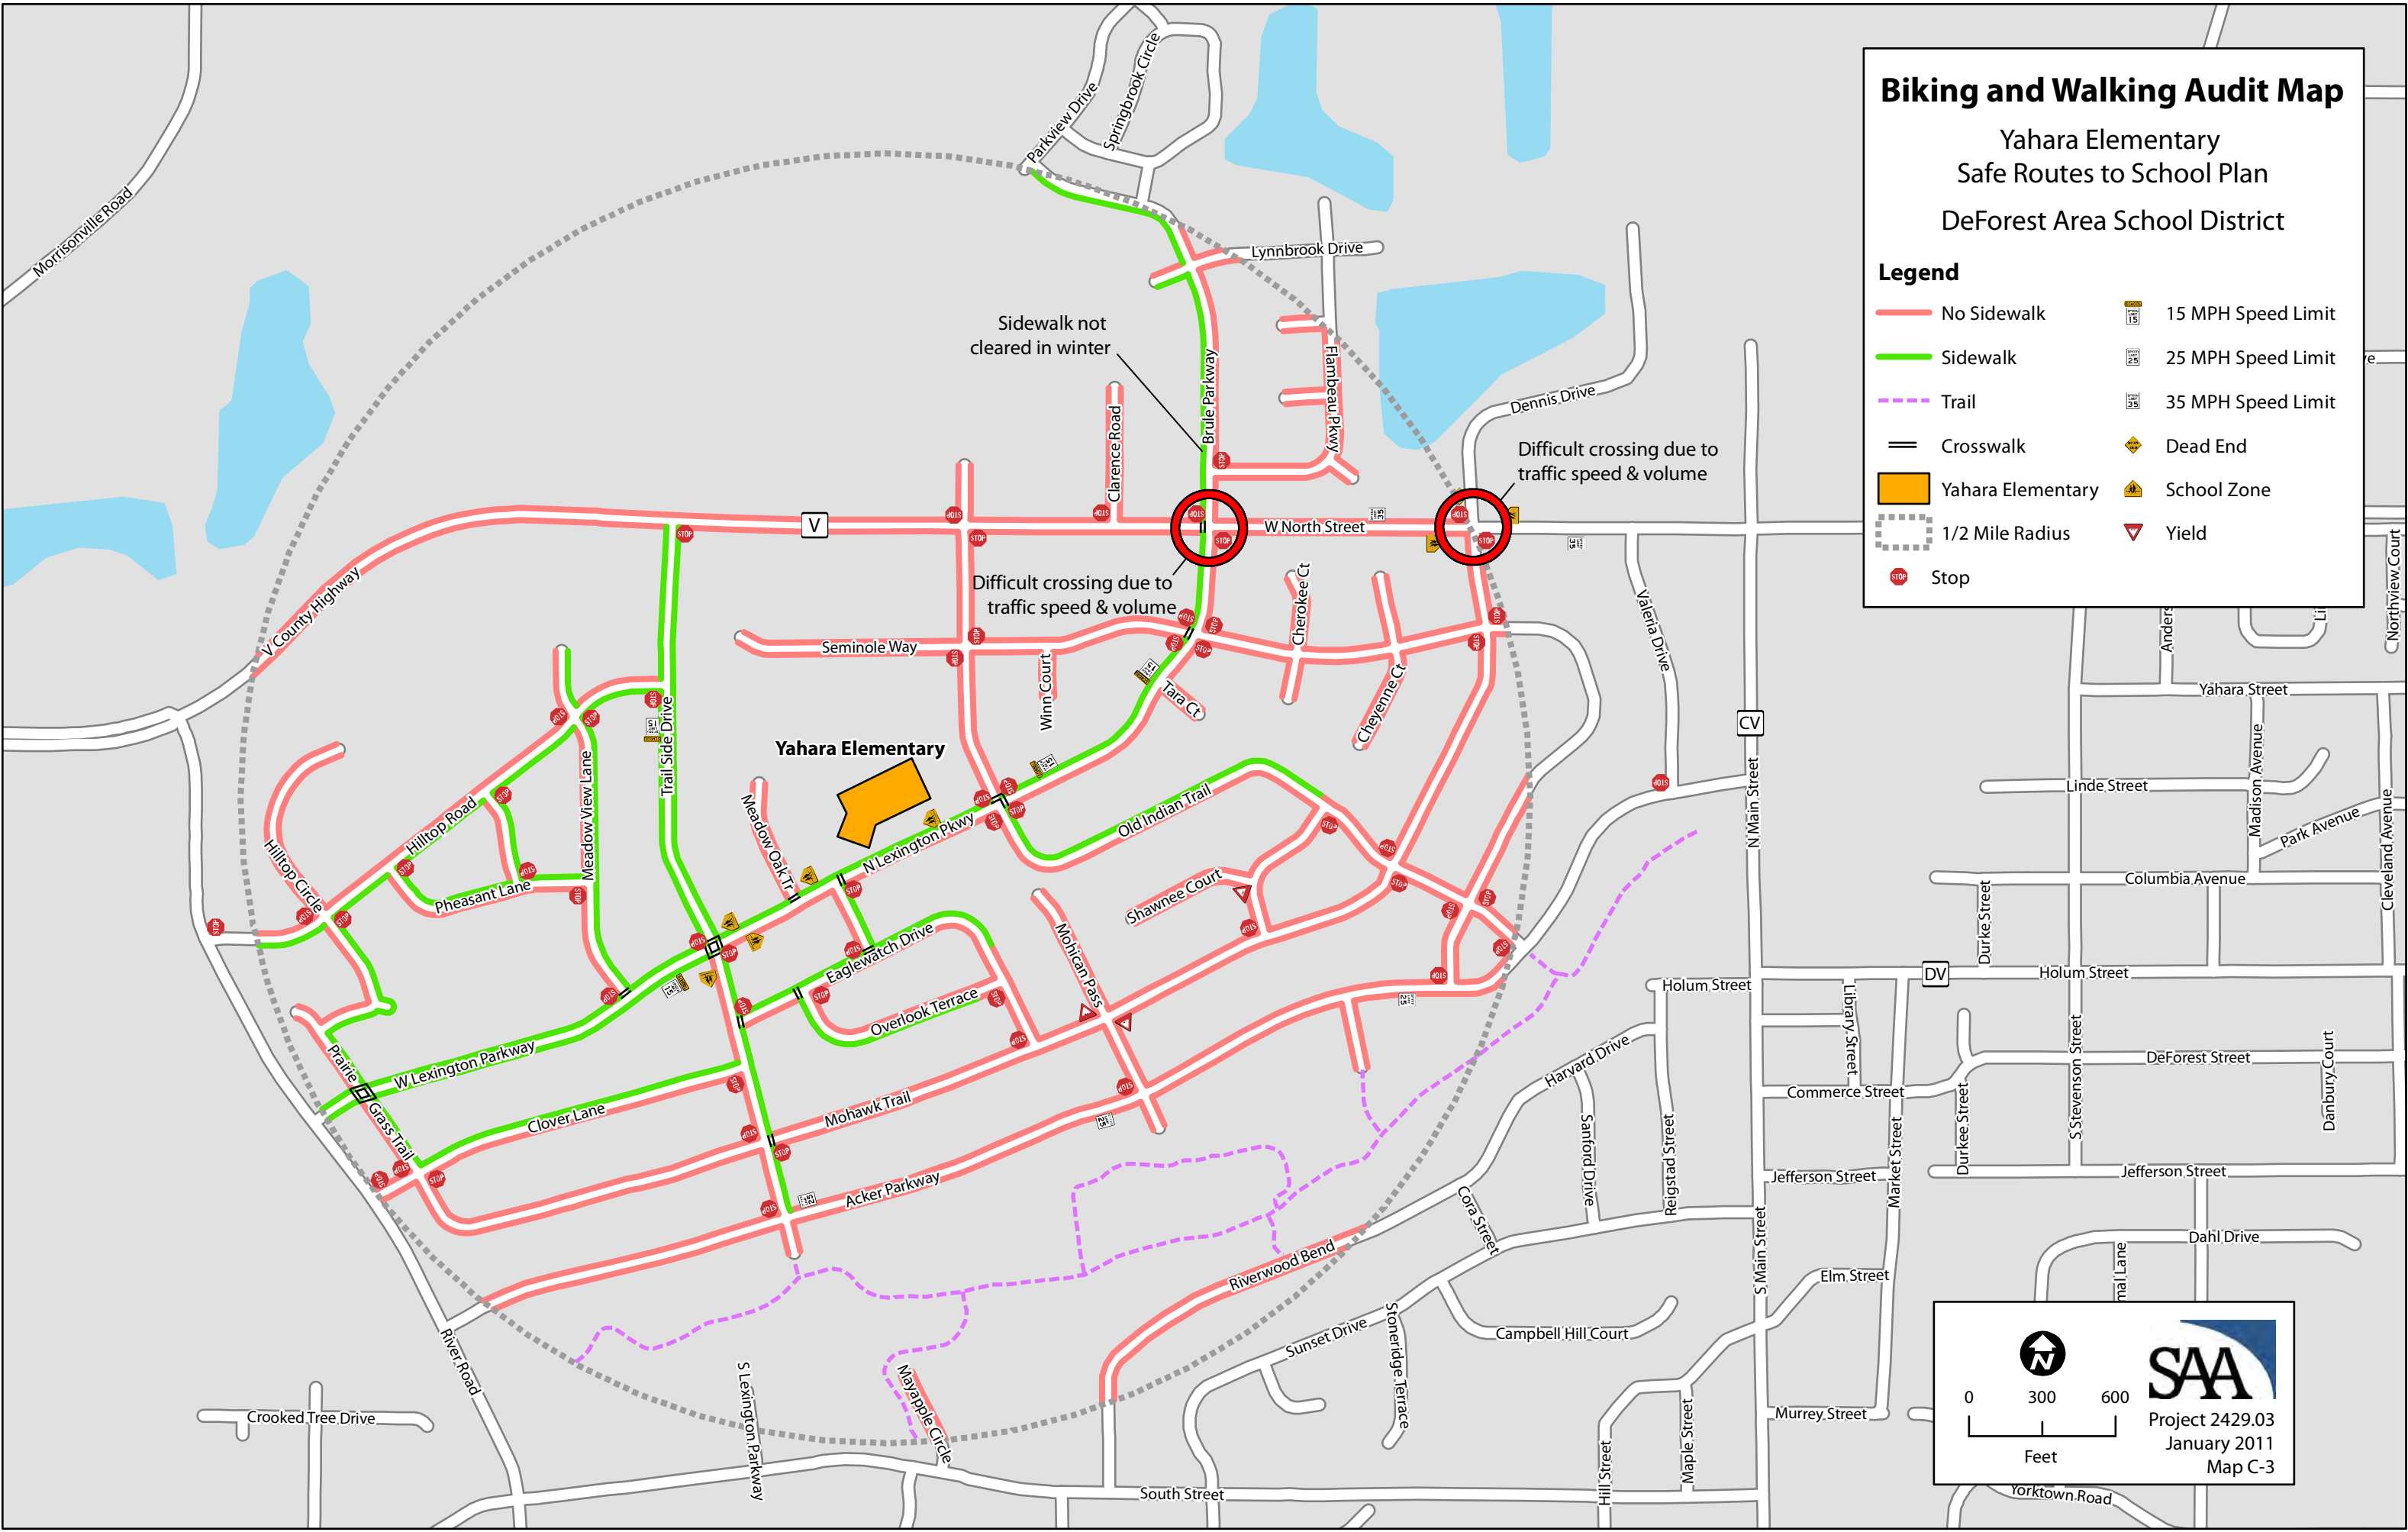 Biking and Walking Audit Map
Yahara Elementary
Safe Routes to School Plan
DeForest Area School District
Legend
No Sidewalk
Sidewalk
Trail
Crosswalk
Yahara Elementary
1/2 Mile Radius
Stop
15 MPH Speed Limit
25 MPH Speed Limit
35 MPH Speed Limit
Dead End
School Zone
Yield
Morrisonville Road
Parkview Drive
Springbrook Circle
Lynnbrook Drive
Sidewalk not
cleared in winter
Brule Parkway
Flambeau Pkwy
Clarence Road
Dennis Drive
Difficult crossing due to
traffic speed & volume
V
W North Street
Difficult crossing due to
traffic speed & volume
V County Highway
Seminole Way
Winn Court
Tara Ct
Cherokee Ct
Cheyenne Ct
Valeria Drive
CV
N Main Street
Northview Court
Anders
Yahara Street
Linde Street
Madison Avenue
Park Avenue
Cleveland Avenue
Columbia Avenue
Durke Street
DV
Holum Street
Holum Street
Library Street
DeForest Street
Commerce Street
Durkee Street
S Stevenson Street
Danbury Court
Jefferson Street
Jefferson Street
Market Street
Dahl Drive
Elm Street
mal Lane
S Main Street
Yahara Elementary
Trail Side Drive
Meadow View Lane
Hilltop Road
Hilltop Circle
Pheasant Lane
Meadow Oak Tr
N Lexington Pkwy
Old Indian Trail
Shawnee Court
Mohican Pass
Eaglewatch Drive
Overlook Terrace
Prairie Grass Trail
W Lexington Parkway
Clover Lane
Mohawk Trail
Acker Parkway
Harvard Drive
Sanford Drive
Reigstad Street
Cora Street
Riverwood Bend
Sunset Drive
Stoneridge Terrace
Campbell Hill Court
River Road
Crooked Tree Drive
S Lexington Parkway
Mayapple Circle
South Street
Hill Street
Maple Street
Murrey Street
Yorktown Road
N
0 300 600
Feet
SAA
Project 2429.03
January 2011
Map C-3